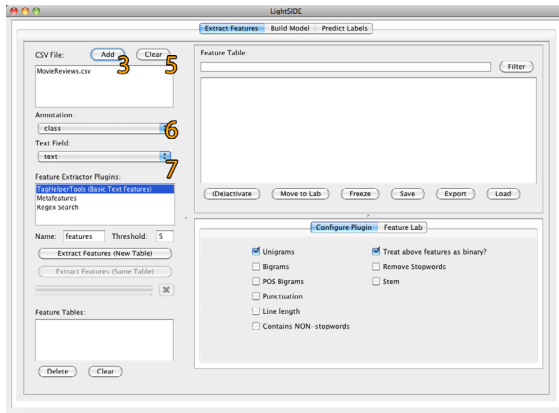 LightSIDE
Extract Features Build Model Predict Labels
CSV File: Add Clear
3 5
MovieReviews.csv
Annotation:
class
6
Text Field:
text
7
Feature Extractor Plugins:
TagHelperTools (Basic Text Features)
Metafeatures
Regex Search
Name: features Threshold: 5
Extract Features (New Table)
Extract Features (Same Table)
Feature Tables:
Delete Clear
Feature Table:
Filter
(De)activate Move to Lab Freeze Save Export Load
Configure Plugin Feature Lab
Unigrams Treat above features as binary?
Bigrams Remove Stopwords
POS Bigrams Stem
Punctuation
Line length
Contains NON-stopwords